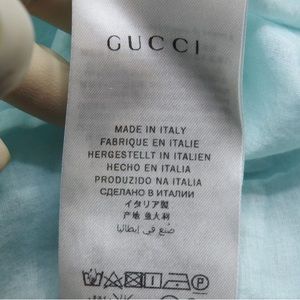 GUCCI
MADE IN ITALY
FABRIQUE EN ITALIE
HERGESTELLT IN ITALIEN
HECHO EN ITALIA
PRODUZIDO NA ITALIA
СДЕЛАНО В ИТАЛИИ
イタリア製
产地 意大利
صنع في إيطاليا